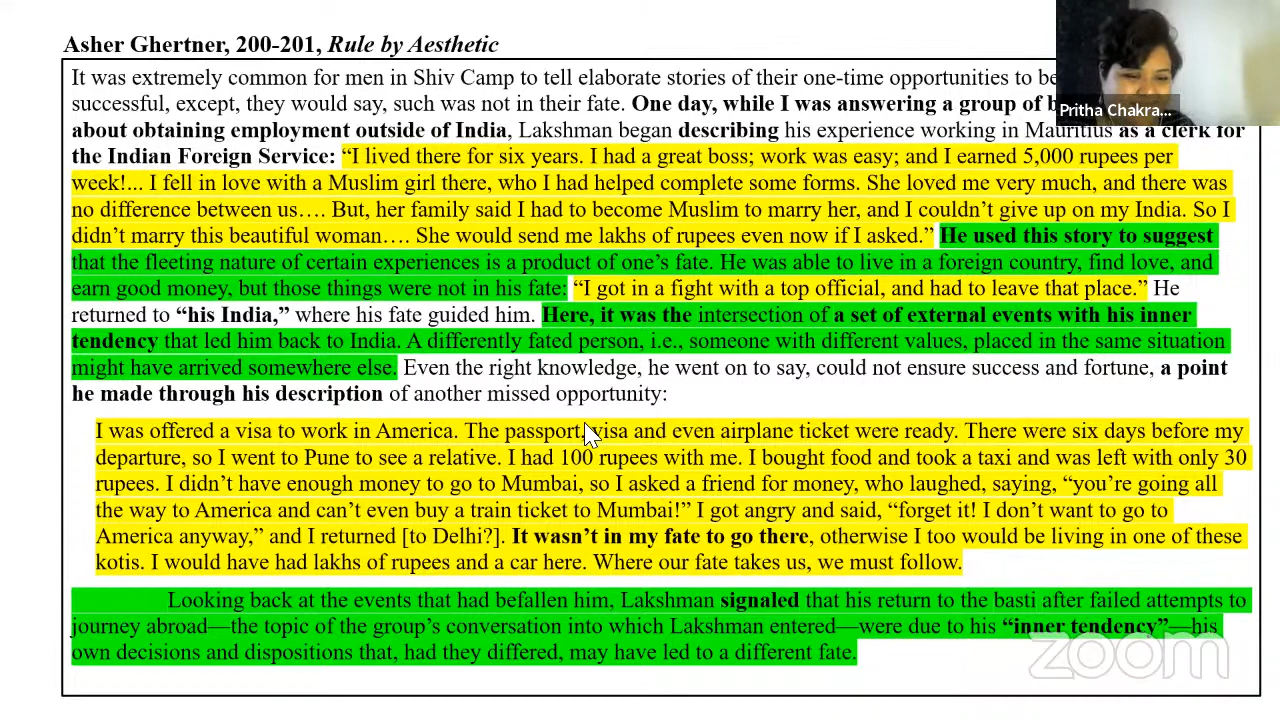 Asher Ghertner, 200-201, Rule by Aesthetic
It was extremely common for men in Shiv Camp to tell elaborate stories of their one-time opportunities to be
successful, except, they would say, such was not in their fate. One day, while I was answering a group of
Pritha Chakra...
about obtaining employment outside of India, Lakshman began describing his experience working in Mauritius as a clerk for
the Indian Foreign Service: “I lived there for six years. I had a great boss; work was easy; and I earned 5,000 rupees per
week!... I fell in love with a Muslim girl there, who I had helped complete some forms. She loved me very much, and there was
no difference between us…. But, her family said I had to become Muslim to marry her, and I couldn’t give up on my India. So I
didn’t marry this beautiful woman…. She would send me lakhs of rupees even now if I asked.” He used this story to suggest
that the fleeting nature of certain experiences is a product of one’s fate. He was able to live in a foreign country, find love, and
earn good money, but those things were not in his fate: “I got in a fight with a top official, and had to leave that place.” He
returned to “his India,” where his fate guided him. Here, it was the intersection of a set of external events with his inner
tendency that led him back to India. A differently fated person, i.e., someone with different values, placed in the same situation
might have arrived somewhere else. Even the right knowledge, he went on to say, could not ensure success and fortune, a point
he made through his description of another missed opportunity:
I was offered a visa to work in America. The passport, visa and even airplane ticket were ready. There were six days before my
departure, so I went to Pune to see a relative. I had 100 rupees with me. I bought food and took a taxi and was left with only 30
rupees. I didn’t have enough money to go to Mumbai, so I asked a friend for money, who laughed, saying, “you’re going all
the way to America and can’t even buy a train ticket to Mumbai!” I got angry and said, “forget it! I don’t want to go to
America anyway,” and I returned [to Delhi?]. It wasn’t in my fate to go there, otherwise I too would be living in one of these
kotis. I would have had lakhs of rupees and a car here. Where our fate takes us, we must follow.
Looking back at the events that had befallen him, Lakshman signaled that his return to the basti after failed attempts to
journey abroad—the topic of the group’s conversation into which Lakshman entered—were due to his “inner tendency”—his
own decisions and dispositions that, had they differed, may have led to a different fate.
zoom